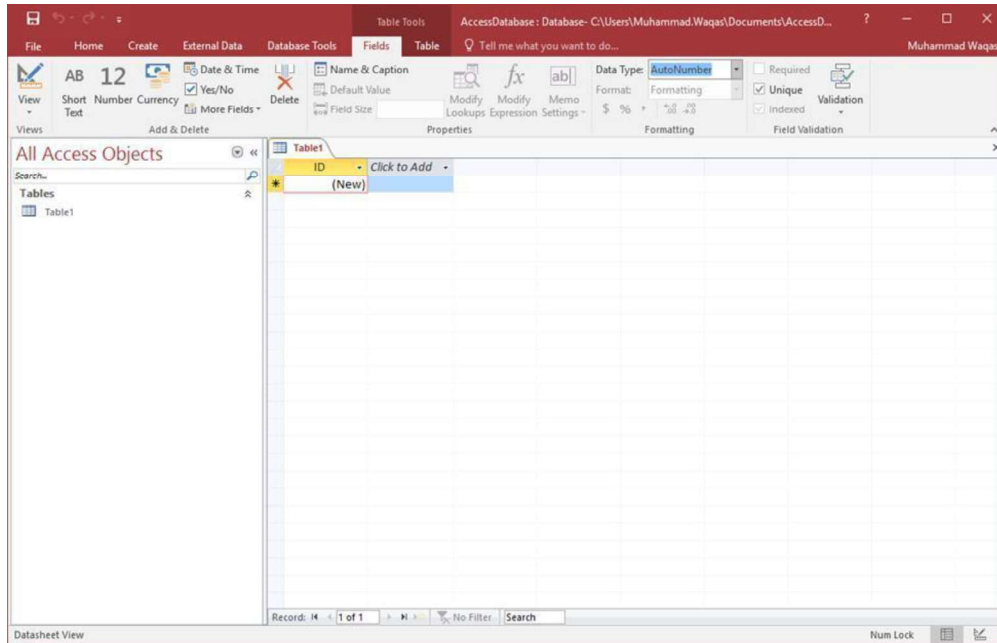 Table Tools
AccessDatabase : Database- C:\Users\Muhammad.Waqas\Documents\AccessD... ?
File Home Create External Data Database Tools Fields Table Tell me what you want to do... Muhammad Waqas
View
Views
AB
Short Text
12
Number
Currency
Date & Time
Yes/No
More Fields
Delete
Add & Delete
Name & Caption
Default Value
Field Size
Modify Lookups
fx
Modify Expression
ab
Memo Settings
Properties
Data Type: AutoNumber
Format: Formatting
$ % , .0 .00
Formatting
Required
Unique
Indexed
Validation
Field Validation
All Access Objects
Search...
Tables
Table1
Table1
ID Click to Add
* (New)
Record: 1 of 1 No Filter Search
Datasheet View Num Lock